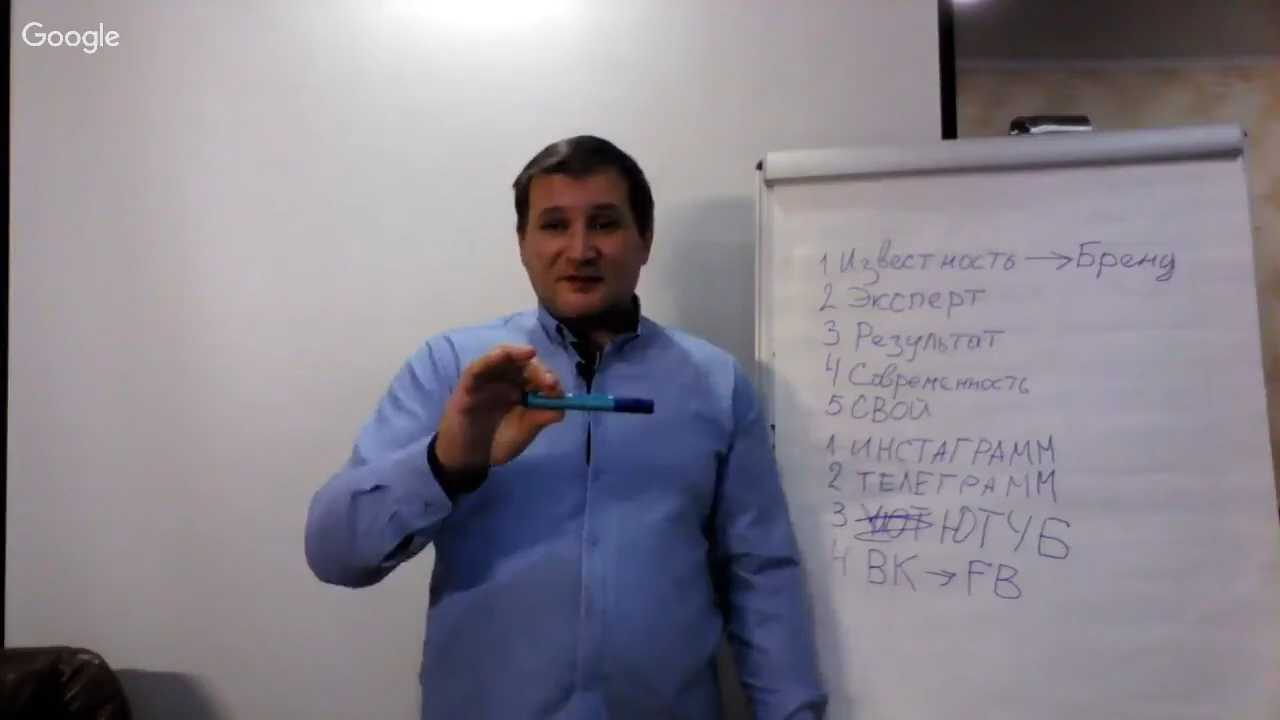 Google
1 Известность → Бренд
2 Эксперт
3 Результат
4 Современность
5 СВОЙ
1 ИНСТАГРАММ
2 ТЕЛЕГРАММ
3 ЮТУБ
4 ВК → FB